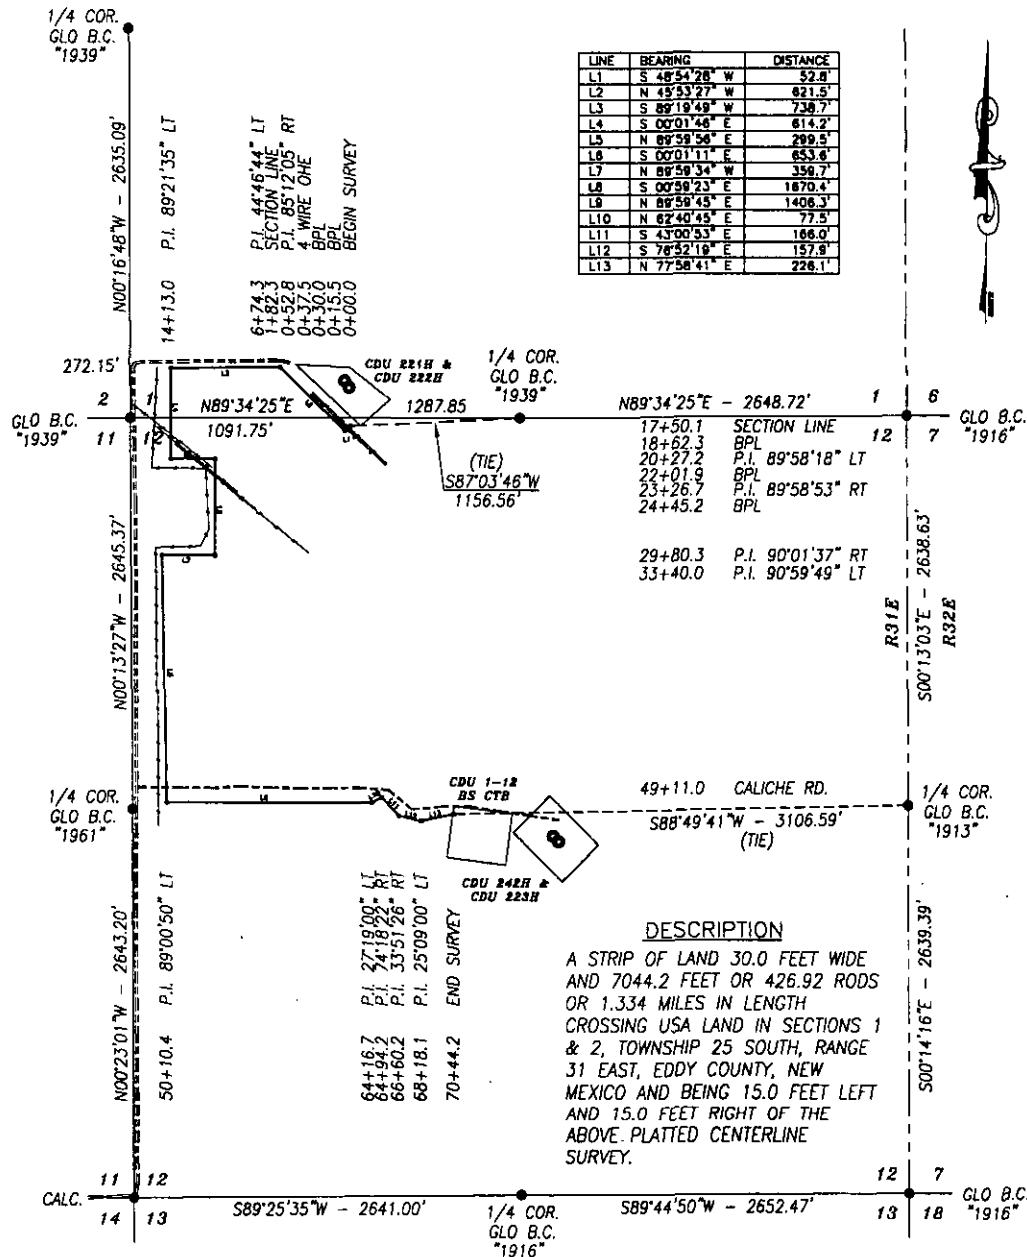 1/4 COR.
GLO B.C.
"1939"
N00°16'48"W - 2635.09'
14+13.0 P.I. 89°21'35" LT
6+74.3 P.I. 44°46'44" LT
1+82.3 SECTION LINE
0+52.8 P.I. 85°12'05" RT
0+37.5 4 WIRE OHE
0+30.0 BPL
0+15.5 BPL
0+00.0 BEGIN SURVEY
LINE BEARING DISTANCE
L1 S 48°54'28" W 52.8'
L2 N 45°53'27" W 621.5'
L3 S 89°19'49" W 738.7'
L4 S 00°01'46" E 614.2'
L5 N 89°59'56" E 299.5'
L6 S 00°01'11" E 653.6'
L7 N 89°59'34" W 359.7'
L8 S 00°59'23" E 1670.4'
L9 N 89°59'45" E 1406.3'
L10 N 62°40'45" E 77.5'
L11 S 43°00'53" E 166.0'
L12 S 76°52'19" E 157.9'
L13 N 77°58'41" E 226.1'
272.15'
CDU 221H &
CDU 222H
1/4 COR.
GLO B.C.
"1939"
2 1
GLO B.C.
"1939"
11 12
N89°34'25"E
1091.75'
1287.85
N89°34'25"E - 2648.72'
1 6
12 7
GLO B.C.
"1916"
(TIE)
S87°03'46"W
1156.56'
17+50.1 SECTION LINE
18+62.3 BPL
20+27.2 P.I. 89°58'18" LT
22+01.9 BPL
23+26.7 P.I. 89°58'53" RT
24+45.2 BPL
29+80.3 P.I. 90°01'37" RT
33+40.0 P.I. 90°59'49" LT
N00°13'27"W - 2645.37'
R31E
R32E
S00°13'03"E - 2638.63'
1/4 COR.
GLO B.C.
"1961"
CDU 1-12
BS CTB
49+11.0 CALICHE RD.
S88°49'41"W - 3106.59'
(TIE)
1/4 COR.
GLO B.C.
"1913"
CDU 242H &
CDU 223H
N00°23'01"W - 2643.20'
50+10.4 P.I. 89°00'50" LT
64+16.7 P.I. 27°19'00" LT
64+94.2 P.I. 74°18'22" RT
66+60.2 P.I. 33°51'26" RT
68+18.1 P.I. 25°09'00" LT
70+44.2 END SURVEY
DESCRIPTION
A STRIP OF LAND 30.0 FEET WIDE
AND 7044.2 FEET OR 426.92 RODS
OR 1.334 MILES IN LENGTH
CROSSING USA LAND IN SECTIONS 1
& 2, TOWNSHIP 25 SOUTH, RANGE
31 EAST, EDDY COUNTY, NEW
MEXICO AND BEING 15.0 FEET LEFT
AND 15.0 FEET RIGHT OF THE
ABOVE PLATTED CENTERLINE
SURVEY.
S00°14'16"E - 2639.39'
11 12
CALC.
14 13
S89°25'35"W - 2641.00'
1/4 COR.
GLO B.C.
"1916"
S89°44'50"W - 2652.47'
12 7
13 18
GLO B.C.
"1916"